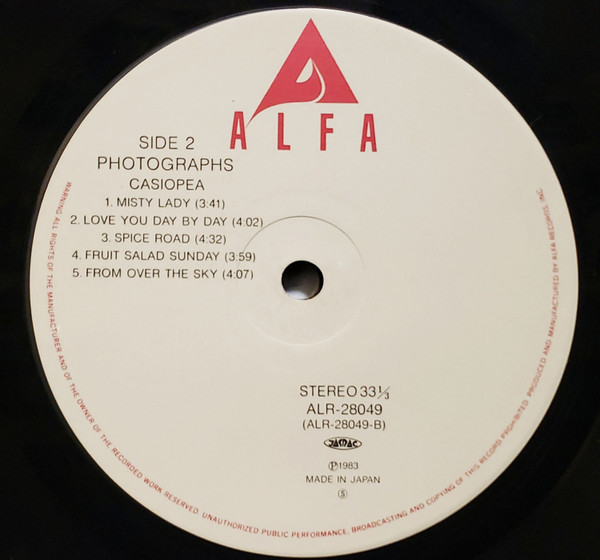 ALFA
SIDE 2
PHOTOGRAPHS
CASIOPEA
1. MISTY LADY (3:41)
2. LOVE YOU DAY BY DAY (4:02)
3. SPICE ROAD (4:32)
4. FRUIT SALAD SUNDAY (3:59)
5. FROM OVER THE SKY (4:07)
STEREO 33 1/3
ALR-28049
(ALR-28049-B)
JASRAC
Ⓟ1983
MADE IN JAPAN
Ⓢ
WARNING ALL RIGHTS OF THE MANUFACTURER AND OF THE OWNER OF THE RECORDED WORK RESERVED. UNAUTHORIZED PUBLIC PERFORMANCE, BROADCASTING AND COPYING OF THIS RECORD PROHIBITED. PRODUCED AND MANUFACTURED BY ALFA RECORDS, INC.